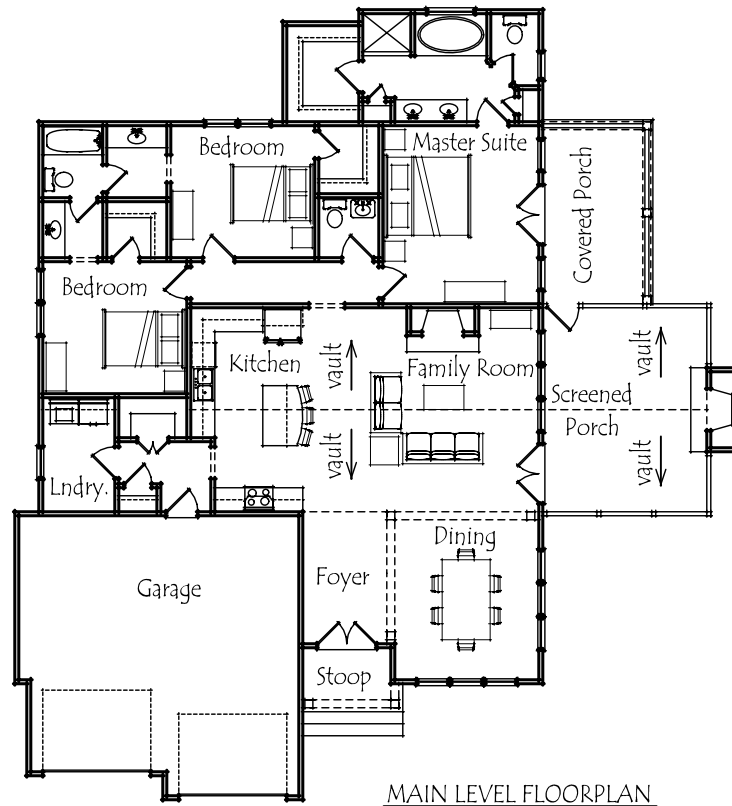 Bedroom
Master Suite
Covered Porch
Bedroom
Kitchen
vault
Family Room
vault
Screened
Porch
vault
vault
Lndry.
Dining
Garage
Foyer
Stoop
MAIN LEVEL FLOORPLAN